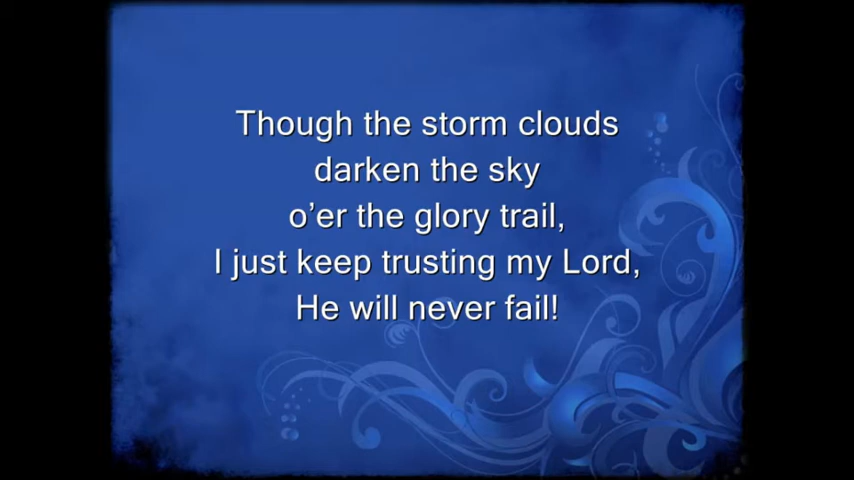 Though the storm clouds
darken the sky
o’er the glory trail,
I just keep trusting my Lord,
He will never fail!